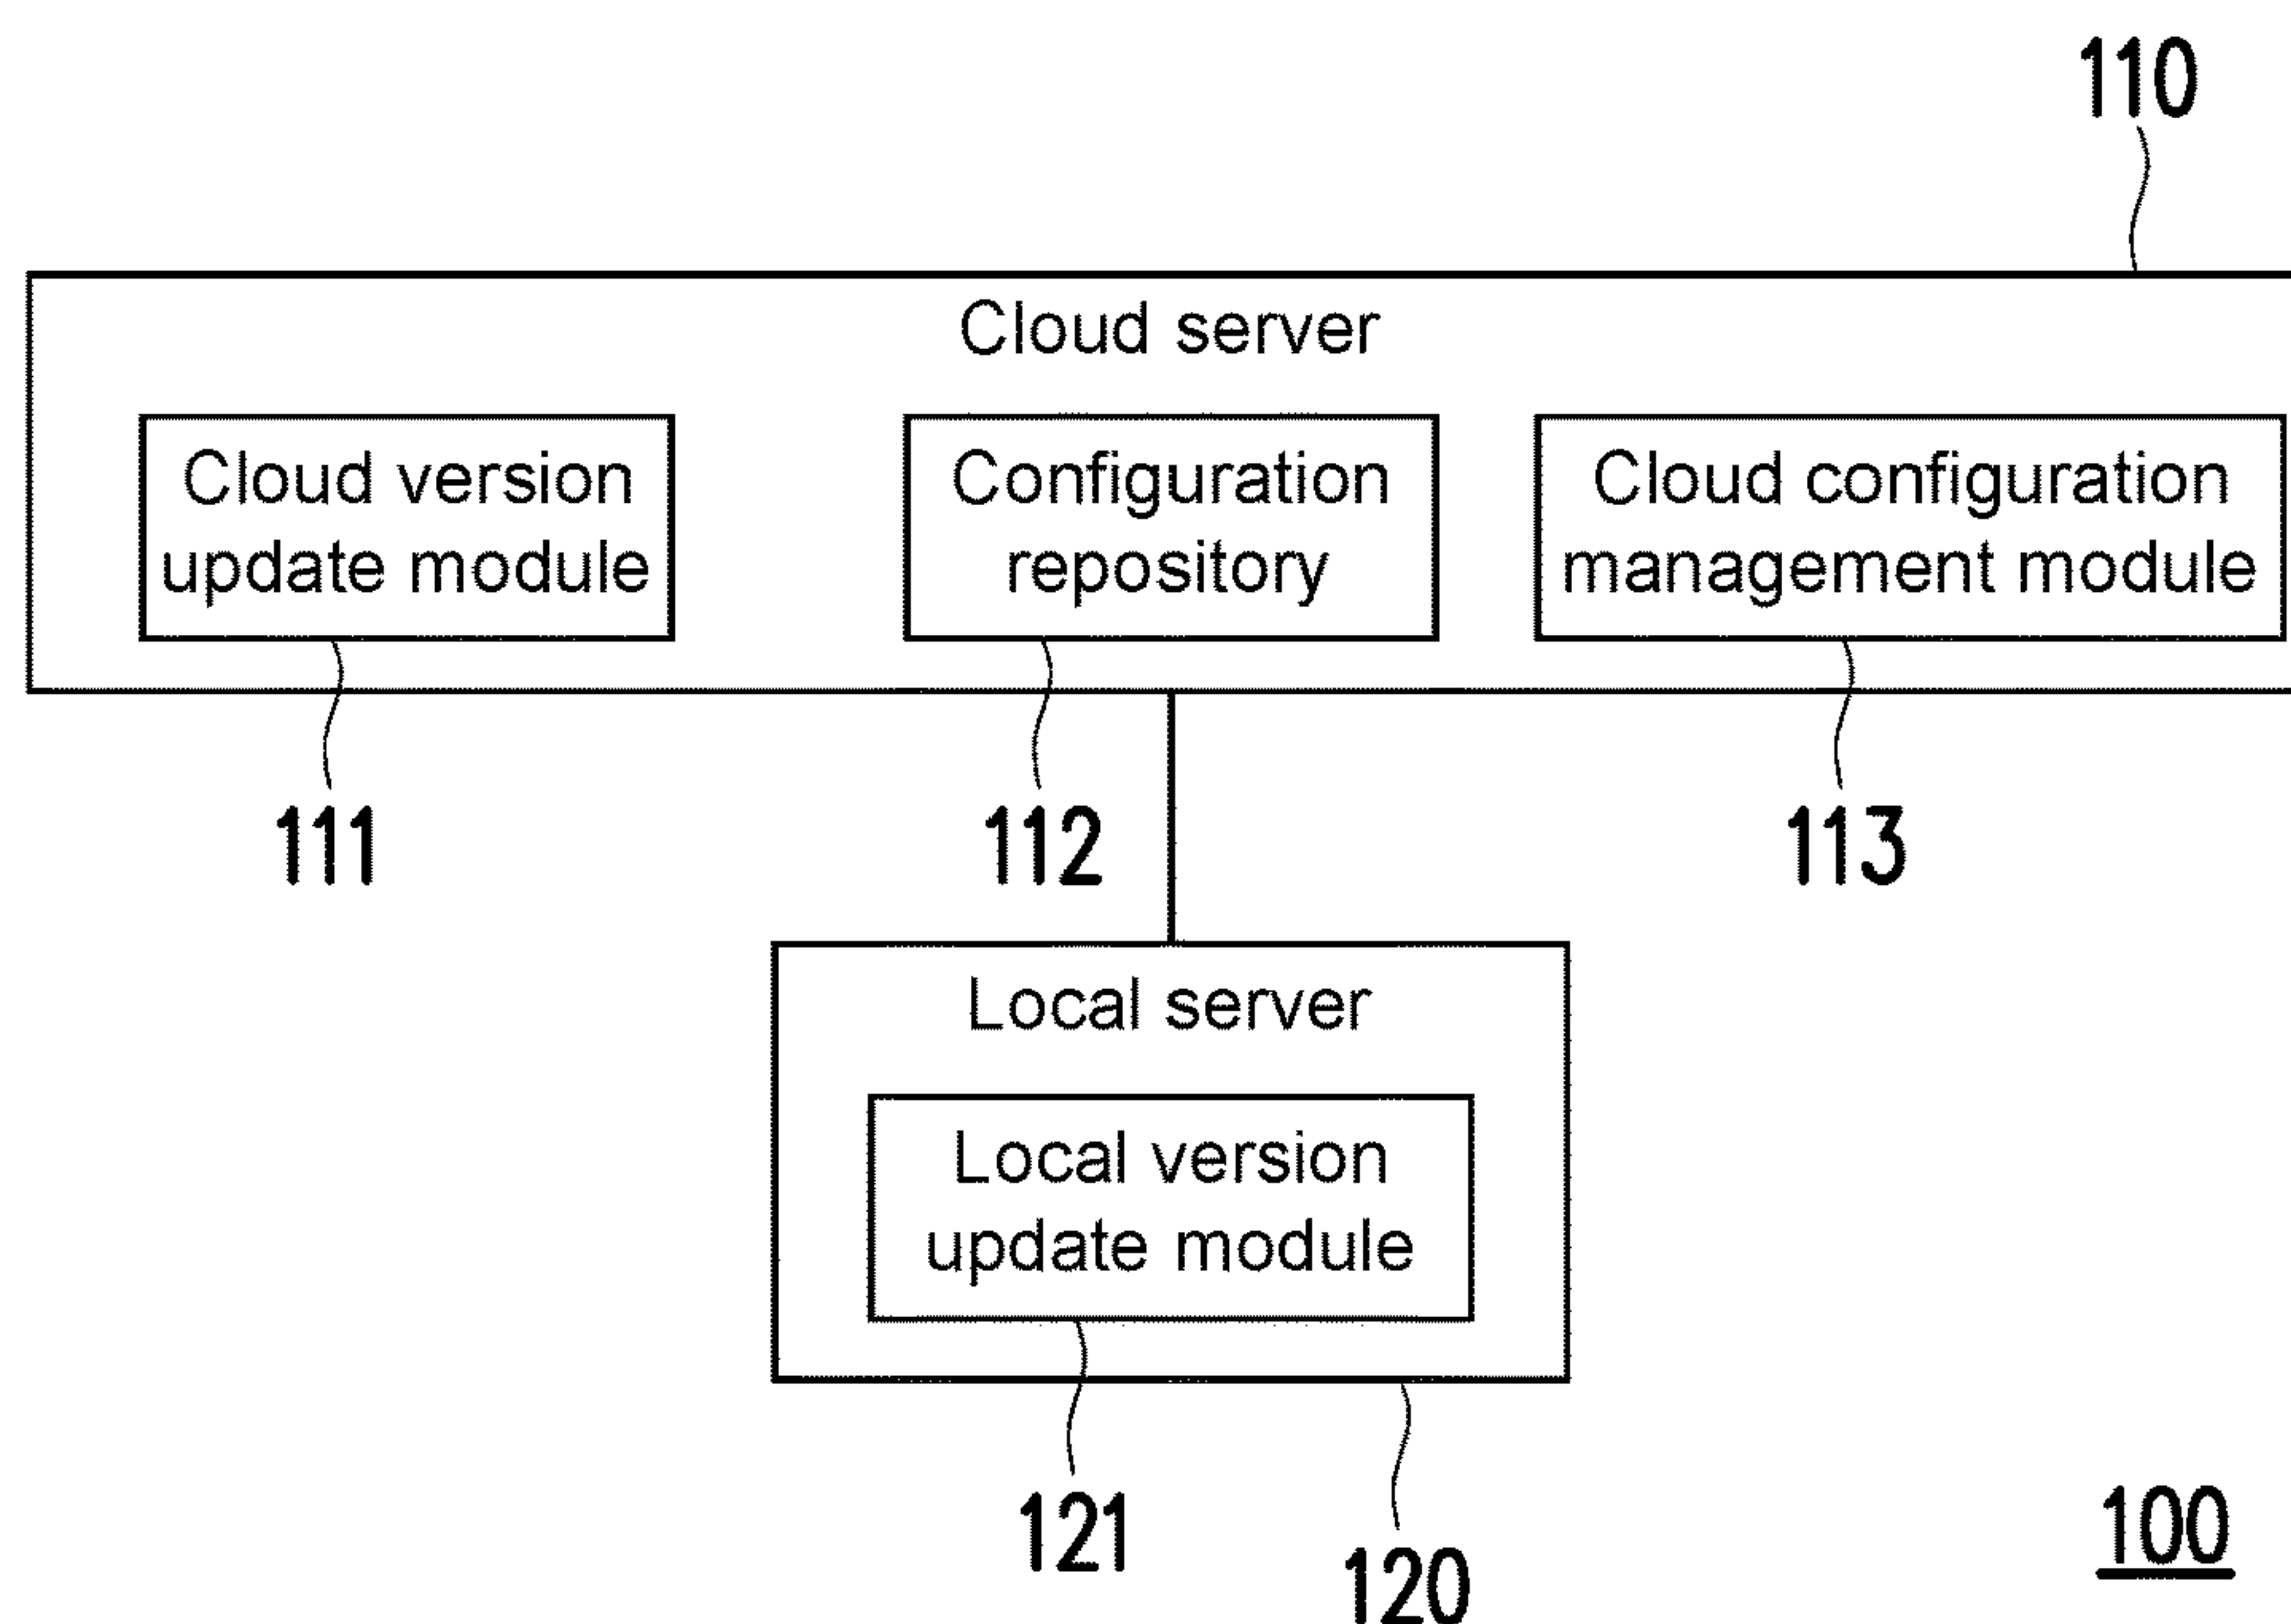 110
Cloud server
Cloud version
update module
Configuration
repository
Cloud configuration
management module
111
112
113
Local server
Local version
update module
121
120
100